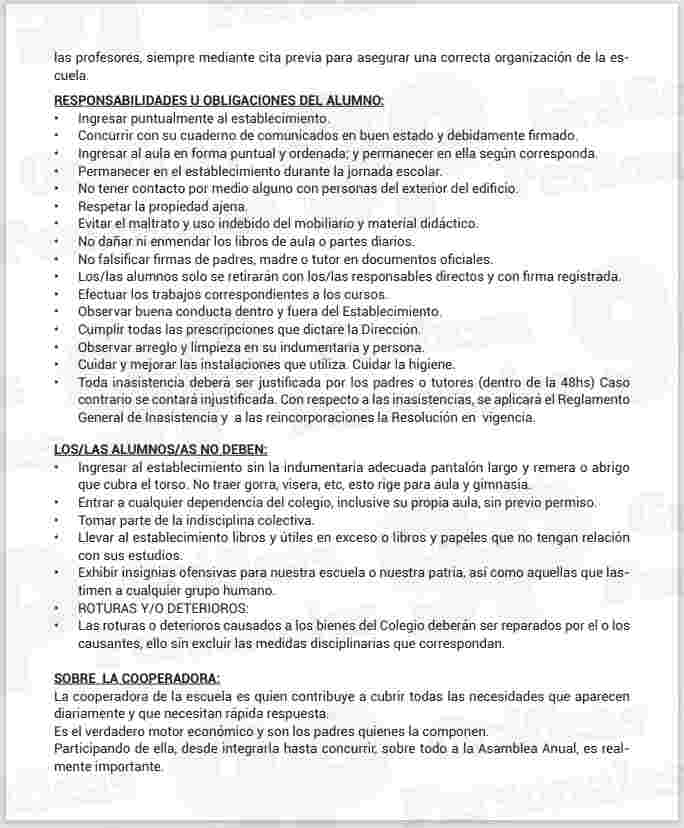 las profesores, siempre mediante cita previa para asegurar una correcta organización de la es-
cuela.
RESPONSABILIDADES U OBLIGACIONES DEL ALUMNO:
• Ingresar puntualmente al establecimiento.
• Concurrir con su cuaderno de comunicados en buen estado y debidamente firmado.
• Ingresar al aula en forma puntual y ordenada; y permanecer en ella según corresponda.
• Permanecer en el establecimiento durante la jornada escolar.
• No tener contacto por medio alguno con personas del exterior del edificio.
• Respetar la propiedad ajena.
• Evitar el maltrato y uso indebido del mobiliario y material didáctico.
• No dañar ni enmendar los libros de aula o partes diarios.
• No falsificar firmas de padres, madre o tutor en documentos oficiales.
• Los/las alumnos solo se retirarán con los/las responsables directos y con firma registrada.
• Efectuar los trabajos correspondientes a los cursos.
• Observar buena conducta dentro y fuera del Establecimiento.
• Cumplir todas las prescripciones que dictare la Dirección.
• Observar arreglo y limpieza en su indumentaria y persona.
• Cuidar y mejorar las instalaciones que utiliza. Cuidar la higiene.
• Toda inasistencia deberá ser justificada por los padres o tutores (dentro de la 48hs) Caso
contrario se contará injustificada. Con respecto a las inasistencias, se aplicará el Reglamento
General de Inasistencia y a las reincorporaciones la Resolución en vigencia.
LOS/LAS ALUMNOS/AS NO DEBEN:
• Ingresar al establecimiento sin la indumentaria adecuada pantalón largo y remera o abrigo
que cubra el torso. No traer gorra, visera, etc, esto rige para aula y gimnasia.
• Entrar a cualquier dependencia del colegio, inclusive su propia aula, sin previo permiso.
• Tomar parte de la indisciplina colectiva.
• Llevar al establecimiento libros y útiles en exceso o libros y papeles que no tengan relación
con sus estudios.
• Exhibir insignias ofensivas para nuestra escuela o nuestra patria, así como aquellas que las-
timen a cualquier grupo humano.
• ROTURAS Y/O DETERIOROS:
• Las roturas o deterioros causados a los bienes del Colegio deberán ser reparados por el o los
causantes, ello sin excluir las medidas disciplinarias que correspondan.
SOBRE LA COOPERADORA:
La cooperadora de la escuela es quien contribuye a cubrir todas las necesidades que aparecen
diariamente y que necesitan rápida respuesta.
Es el verdadero motor económico y son los padres quienes la componen.
Participando de ella, desde integrarla hasta concurrir, sobre todo a la Asamblea Anual, es real-
mente importante.